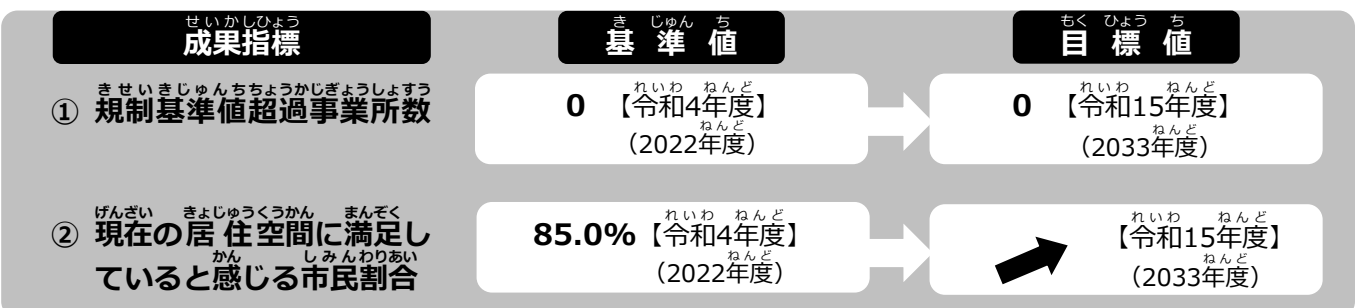 せいかしひょう
成果指標
き じゅん ち
基準値
もく ひょう ち
目標値
きせいきじゅんちちょうかじぎょうしょすう
① 規制基準値超過事業所数
れいわ ねんど
0 【令和4年度】
ねんど
（2022年度）
れいわ ねんど
0 【令和15年度】
ねんど
（2033年度）
げんざい きょじゅうくうかん まんぞく
② 現在の居住空間に満足し
かん しみんわりあい
ていると感じる市民割合
れいわ ねんど
85.0%【令和4年度】
ねんど
（2022年度）
れいわ ねんど
【令和15年度】
ねんど
（2033年度）